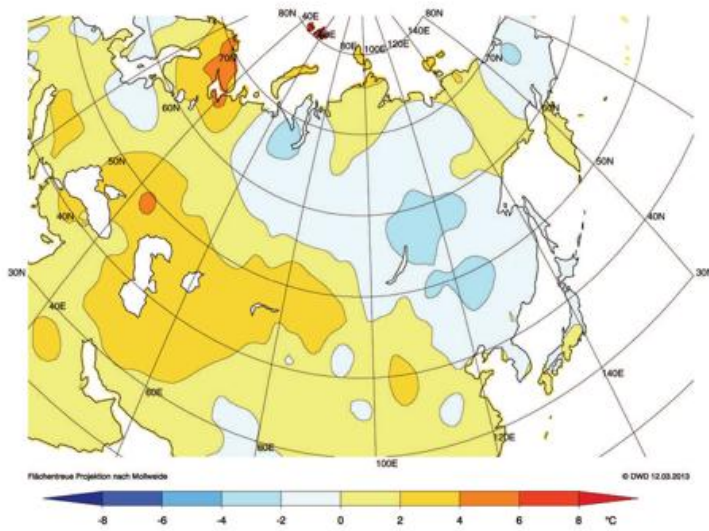 80N 40E 60E 80E 100E 120E 140E 80N
70N 70N
60N 60N
50N 50N
40N 40N
30N 30N
40E 60E 80E 100E 120E 140E
Flächentreue Projektion nach Mollweide © DWD 12.03.2013
-8 -6 -4 -2 0 2 4 6 8 °C